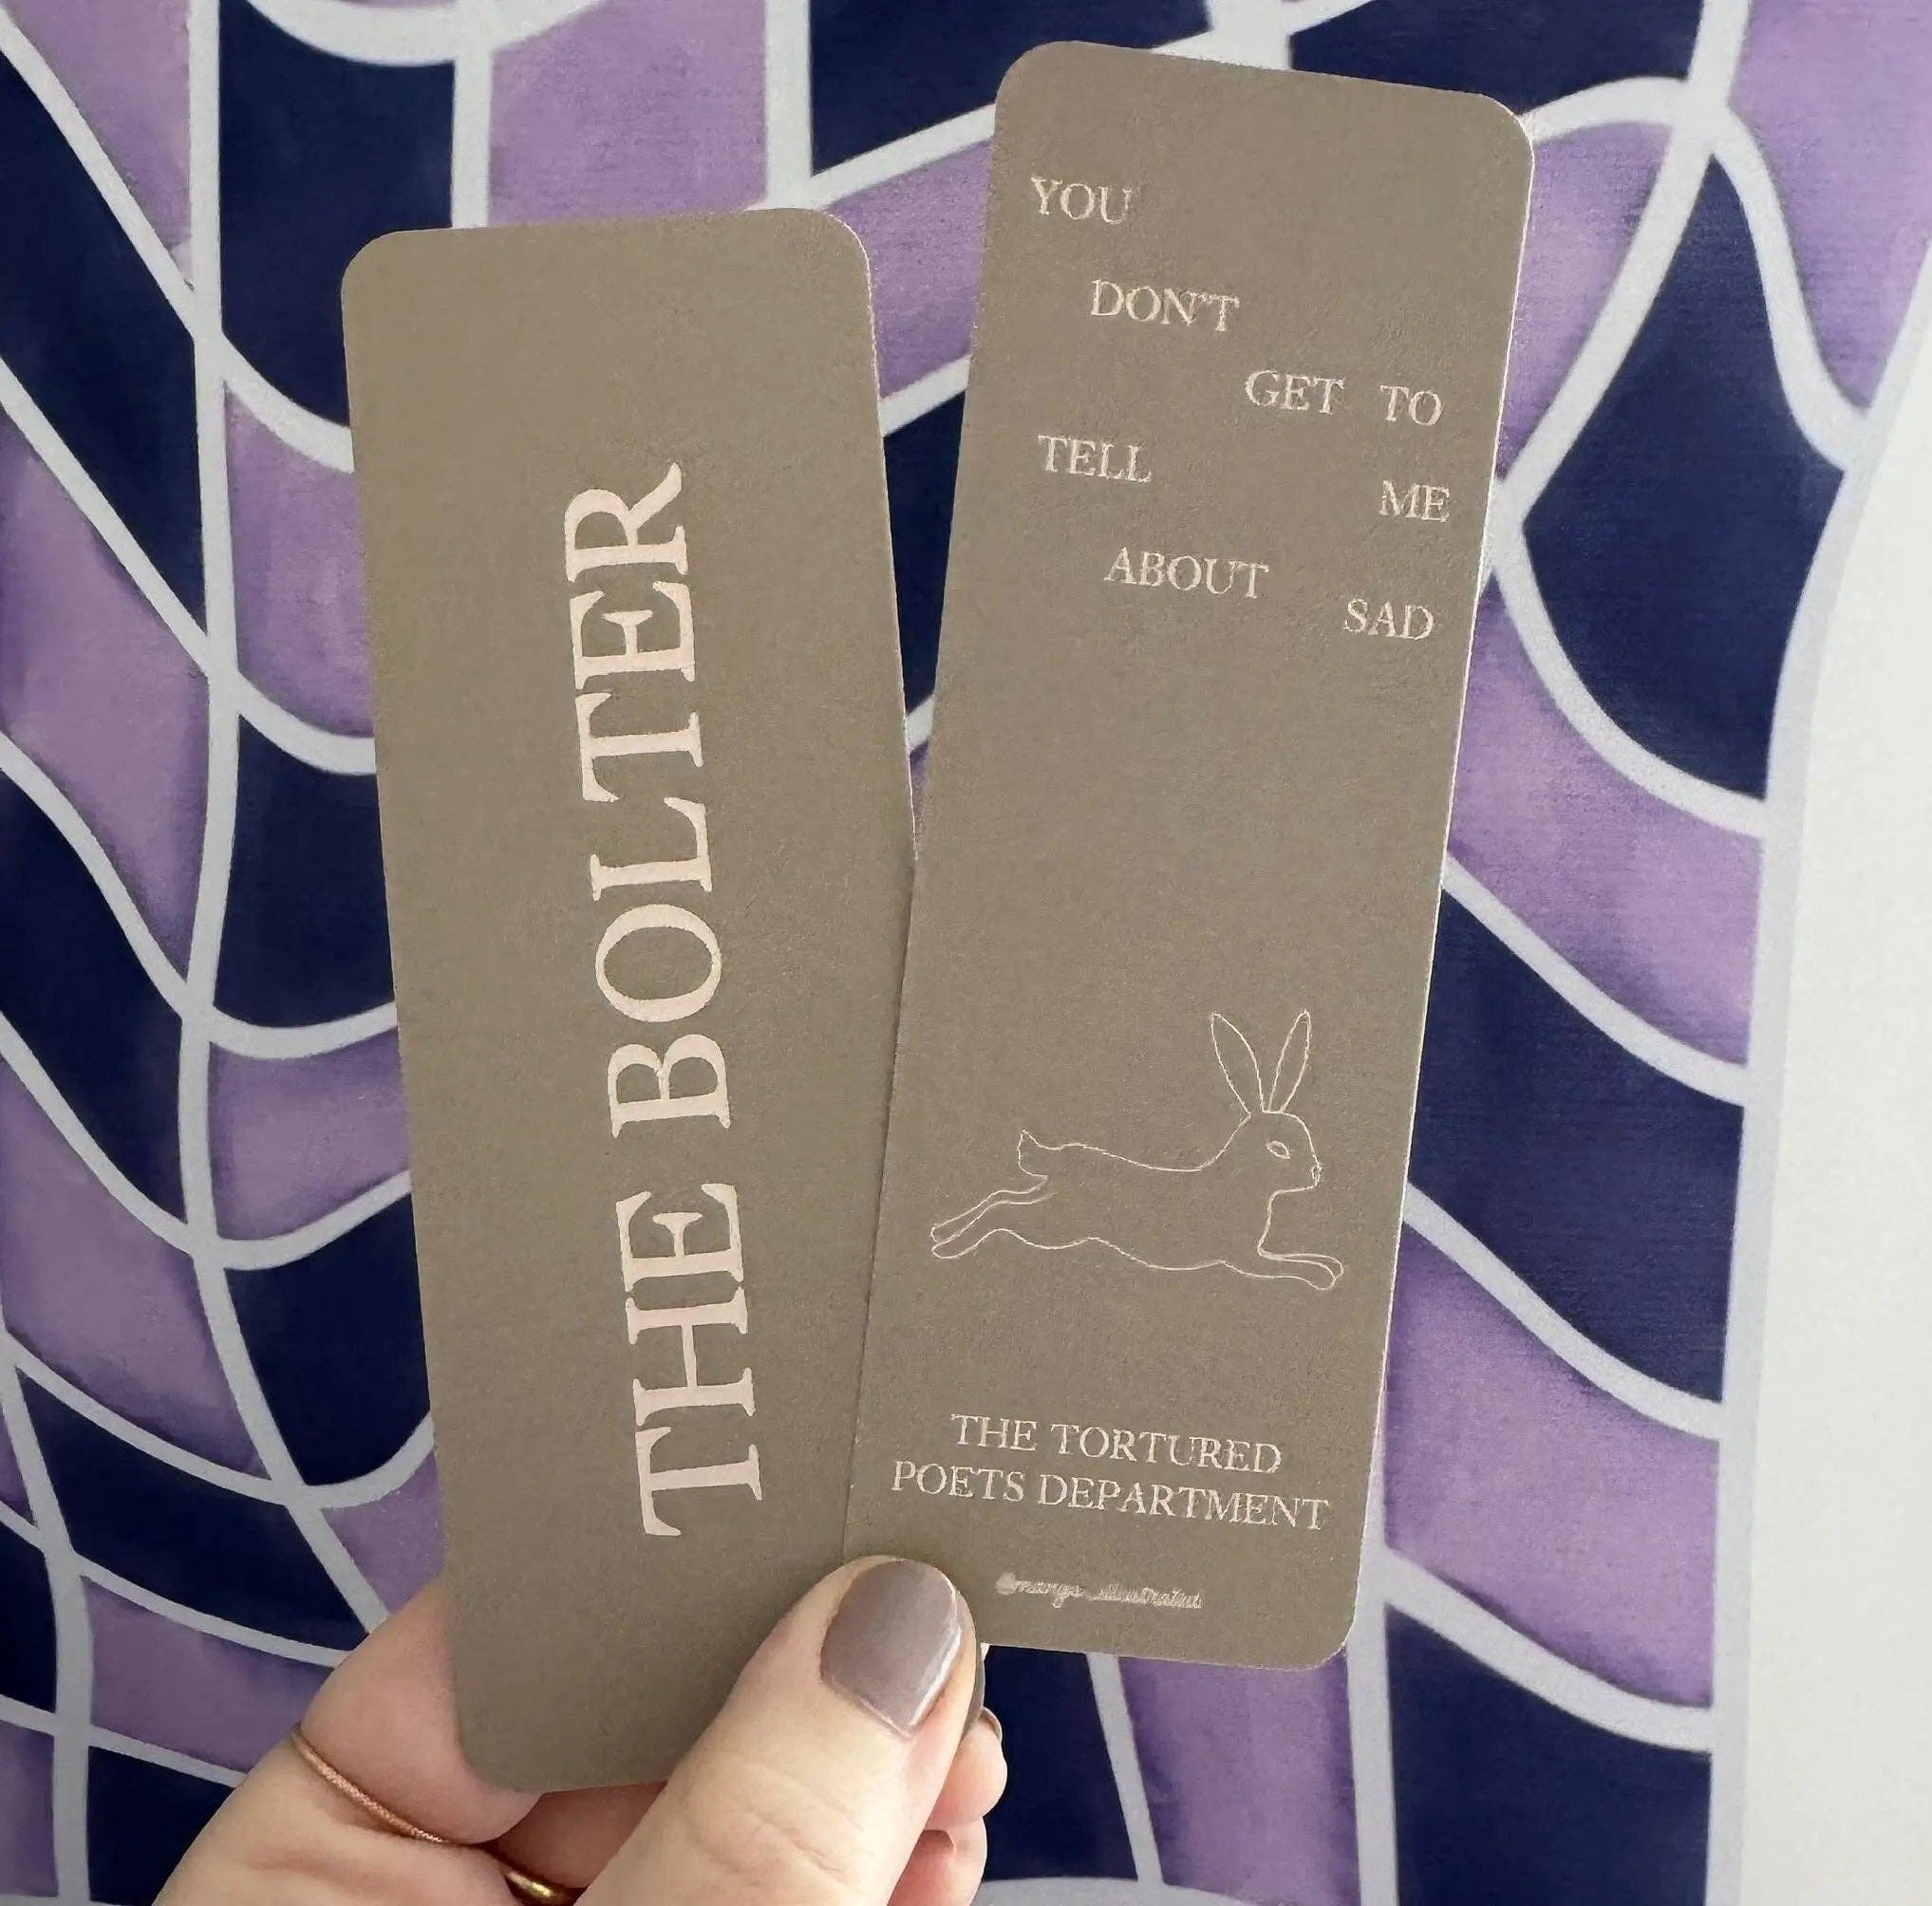 THE BOLTER
YOU
DON'T
GET TO
TELL ME
ABOUT SAD
THE TORTURED
POETS DEPARTMENT